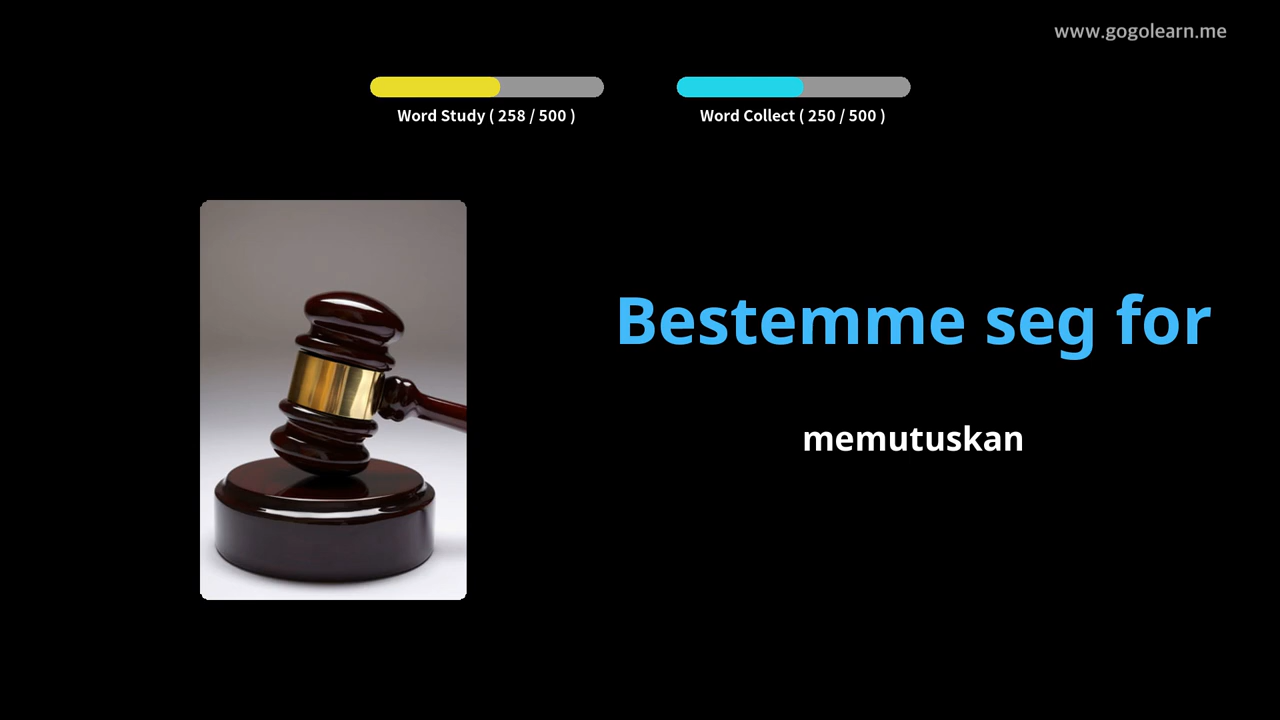 www.gogolearn.me
Word Study ( 258 / 500 )
Word Collect ( 250 / 500 )
Bestemme seg for
memutuskan